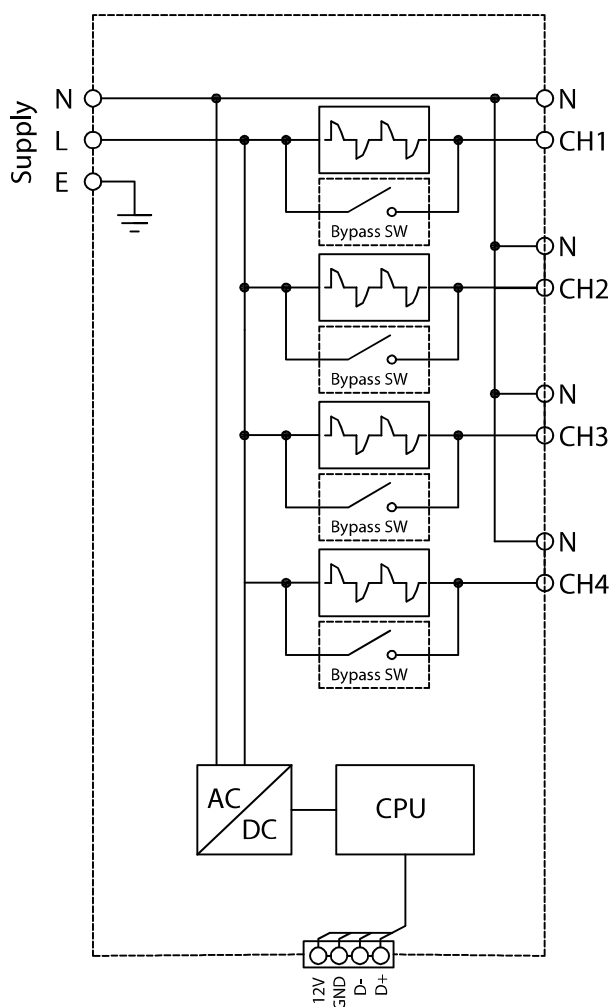 Supply
N
L
E
N
CH1
Bypass SW
N
CH2
Bypass SW
N
CH3
Bypass SW
N
CH4
Bypass SW
AC
DC
CPU
12V
GND
D-
D+